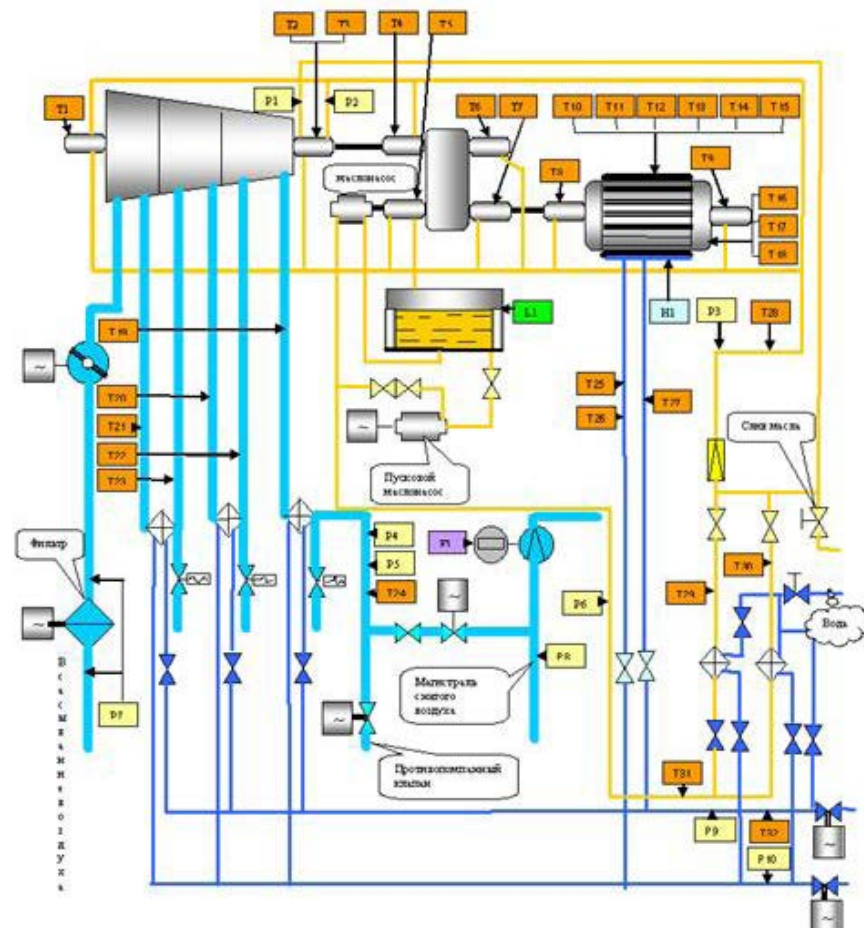 T2
T3
T4
T5
T1
P1
P2
T6
T7
T10
T11
T12
T13
T14
T15
маслонасос
T8
T9
T16
T17
T18
L1
H1
P3
T28
T19
T20
T21
T22
T23
T25
T26
T27
Слив масла
Пусковой
маслонасос
Фильтр
P4
P5
T24
F1
P6
T29
T30
Вода
P8
Магистраль
сжатого
воздуха
P7
Противопомпажный
клапан
T31
P9
T32
P10